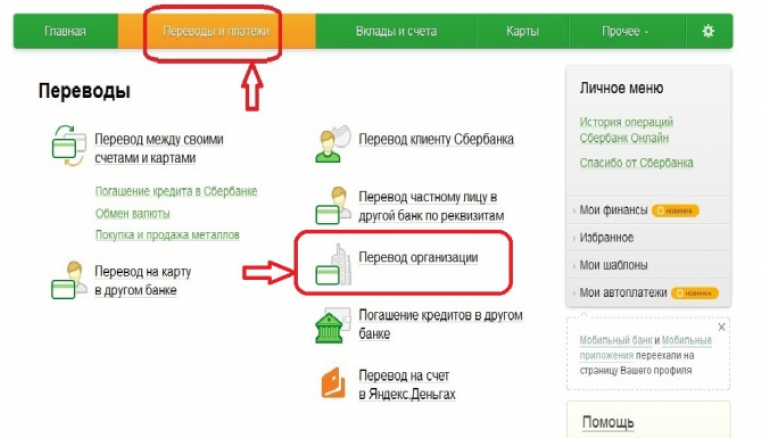 Главная
Переводы и платежи
Вклады и счета
Карты
Прочее
Переводы
Перевод между своими
счетами и картами
Погашение кредита в Сбербанке
Обмен валюты
Покупка и продажа металлов
Перевод на карту
в другом банке
Перевод клиенту Сбербанка
Перевод частному лицу в
другой банк по реквизитам
Перевод организации
Погашение кредитов в другом
банке
Перевод на счет
в Яндекс.Деньгах
Личное меню
История операций
Сбербанк Онлайн
Спасибо от Сбербанка
Мои финансы НОВИНКА
Избранное
Мои шаблоны
Мои автоплатежи НОВИНКА
x
Мобильный банк и Мобильные
приложения переехали на
страницу Вашего профиля
Помощь